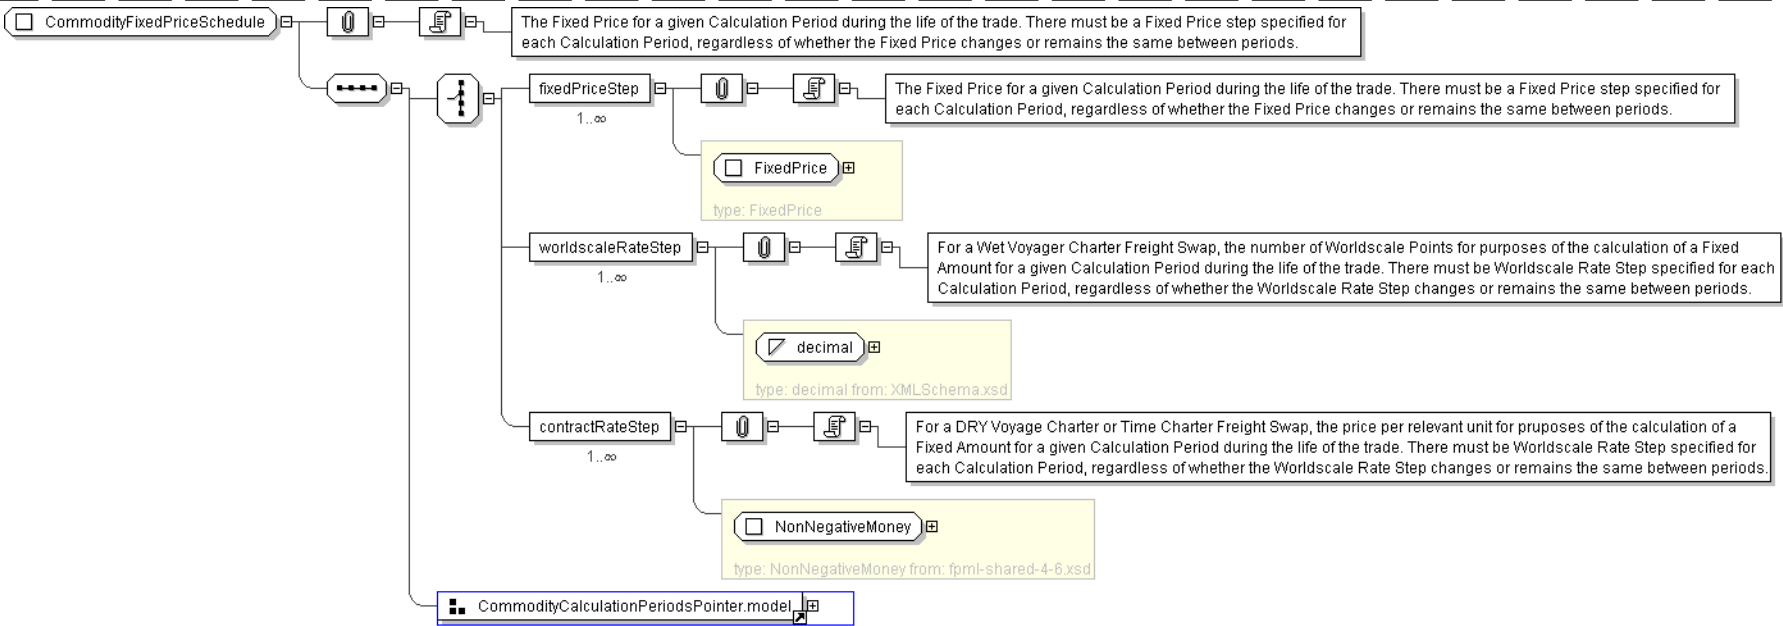 CommodityFixedPriceSchedule
The Fixed Price for a given Calculation Period during the life of the trade. There must be a Fixed Price step specified for
each Calculation Period, regardless of whether the Fixed Price changes or remains the same between periods.
fixedPriceStep
1..∞
The Fixed Price for a given Calculation Period during the life of the trade. There must be a Fixed Price step specified for
each Calculation Period, regardless of whether the Fixed Price changes or remains the same between periods.
FixedPrice
type: FixedPrice
worldscaleRateStep
1..∞
For a Wet Voyager Charter Freight Swap, the number of Worldscale Points for purposes of the calculation of a Fixed
Amount for a given Calculation Period during the life of the trade. There must be Worldscale Rate Step specified for each
Calculation Period, regardless of whether the Worldscale Rate Step changes or remains the same between periods.
decimal
type: decimal from: XMLSchema.xsd
contractRateStep
1..∞
For a DRY Voyage Charter or Time Charter Freight Swap, the price per relevant unit for pruposes of the calculation of a
Fixed Amount for a given Calculation Period during the life of the trade. There must be Worldscale Rate Step specified for
each Calculation Period, regardless of whether the Worldscale Rate Step changes or remains the same between periods.
NonNegativeMoney
type: NonNegativeMoney from: fpml-shared-4-6.xsd
CommodityCalculationPeriodsPointer.model